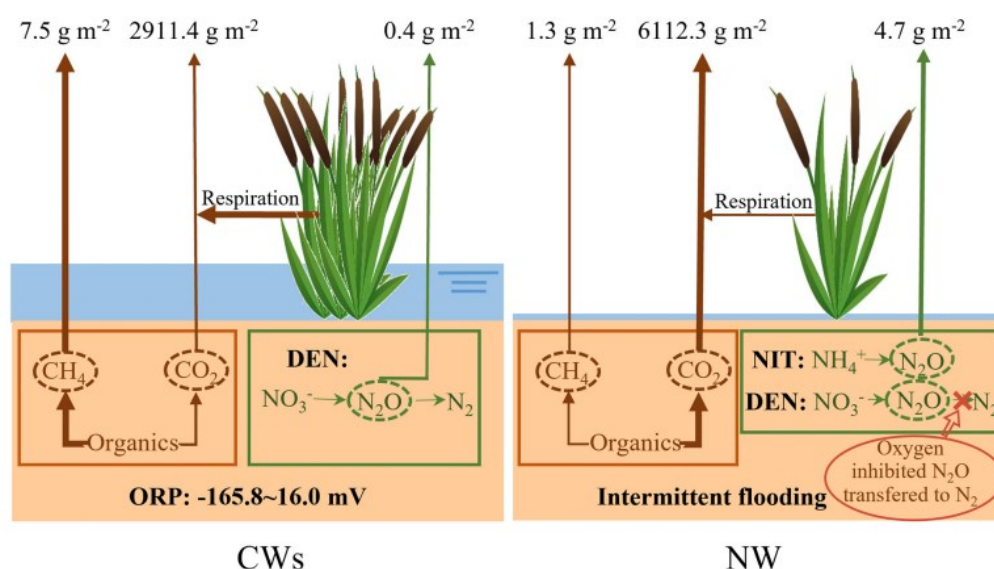 7.5 g m-2
2911.4 g m-2
0.4 g m-2
Respiration
CH4
CO2
Organics
DEN:
NO3- N2O N2
ORP: -165.8~16.0 mV
CWs
1.3 g m-2
6112.3 g m-2
4.7 g m-2
Respiration
CH4
CO2
Organics
NIT: NH4+ N2O
DEN: NO3- N2O N2
Oxygen
inhibited N2O
transfered to N2
Intermittent flooding
NW